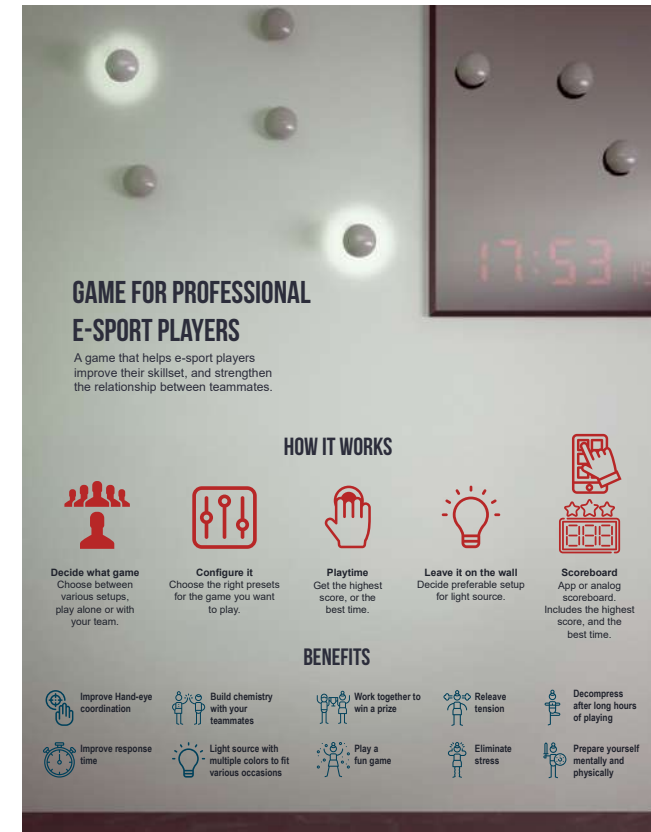 17:53
GAME FOR PROFESSIONAL
E-SPORT PLAYERS
A game that helps e-sport players
improve their skillset, and strengthen
the relationship between teammates.
HOW IT WORKS
Decide what game
Choose between
various setups,
play alone or with
your team.
Configure it
Choose the right presets
for the game you want
to play.
Playtime
Get the highest
score, or the
best time.
Leave it on the wall
Decide preferable setup
for light source.
888
Scoreboard
App or analog
scoreboard.
Includes the highest
score, and the
best time.
BENEFITS
Improve Hand-eye
coordination
Build chemistry
with your
teammates
Work together to
win a prize
Releave
tension
Decompress
after long hours
of playing
Improve response
time
Light source with
multiple colors to fit
various occasions
Play a
fun game
Eliminate
stress
Prepare yourself
mentally and
physically